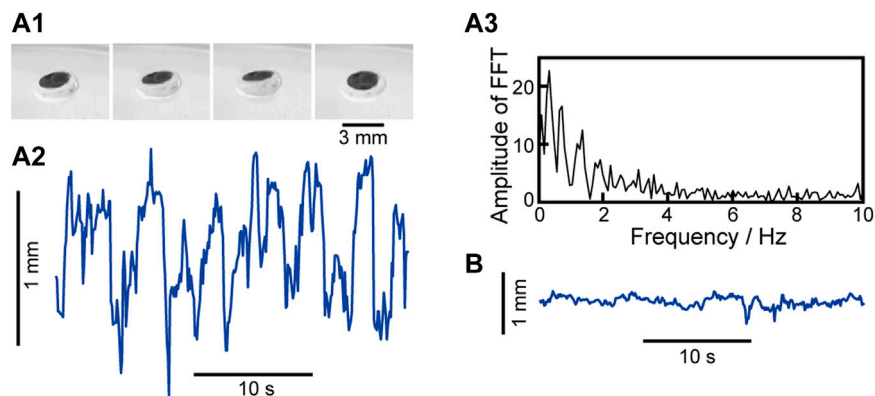 A1
3 mm
A2
1 mm
10 s
A3
Amplitude of FFT
20
10
0
0 2 4 6 8 10
Frequency / Hz
B
1 mm
10 s